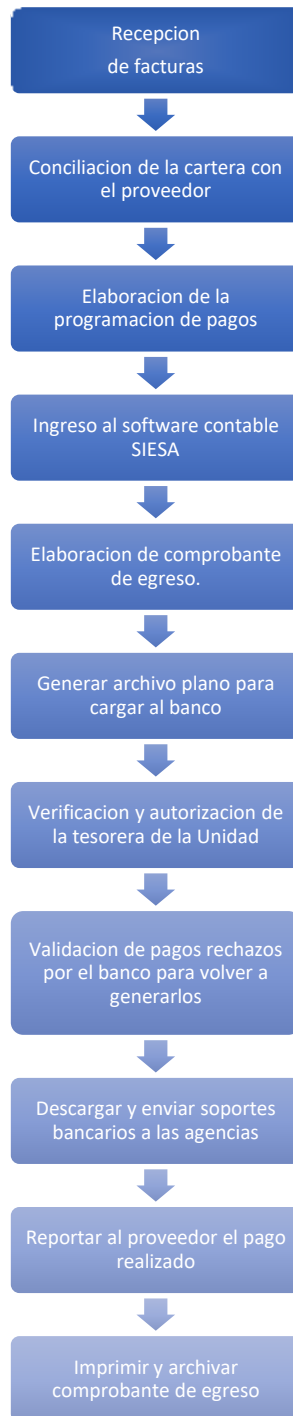 Recepcion
de facturas
Conciliacion de la cartera con
el proveedor
Elaboracion de la
programacion de pagos
Ingreso al software contable
SIESA
Elaboracion de comprobante
de egreso.
Generar archivo plano para
cargar al banco
Verificacion y autorizacion de
la tesorera de la Unidad
Validacion de pagos rechazos
por el banco para volver a
generarlos
Descargar y enviar soportes
bancarios a las agencias
Reportar al proveedor el pago
realizado
Imprimir y archivar
comprobante de egreso